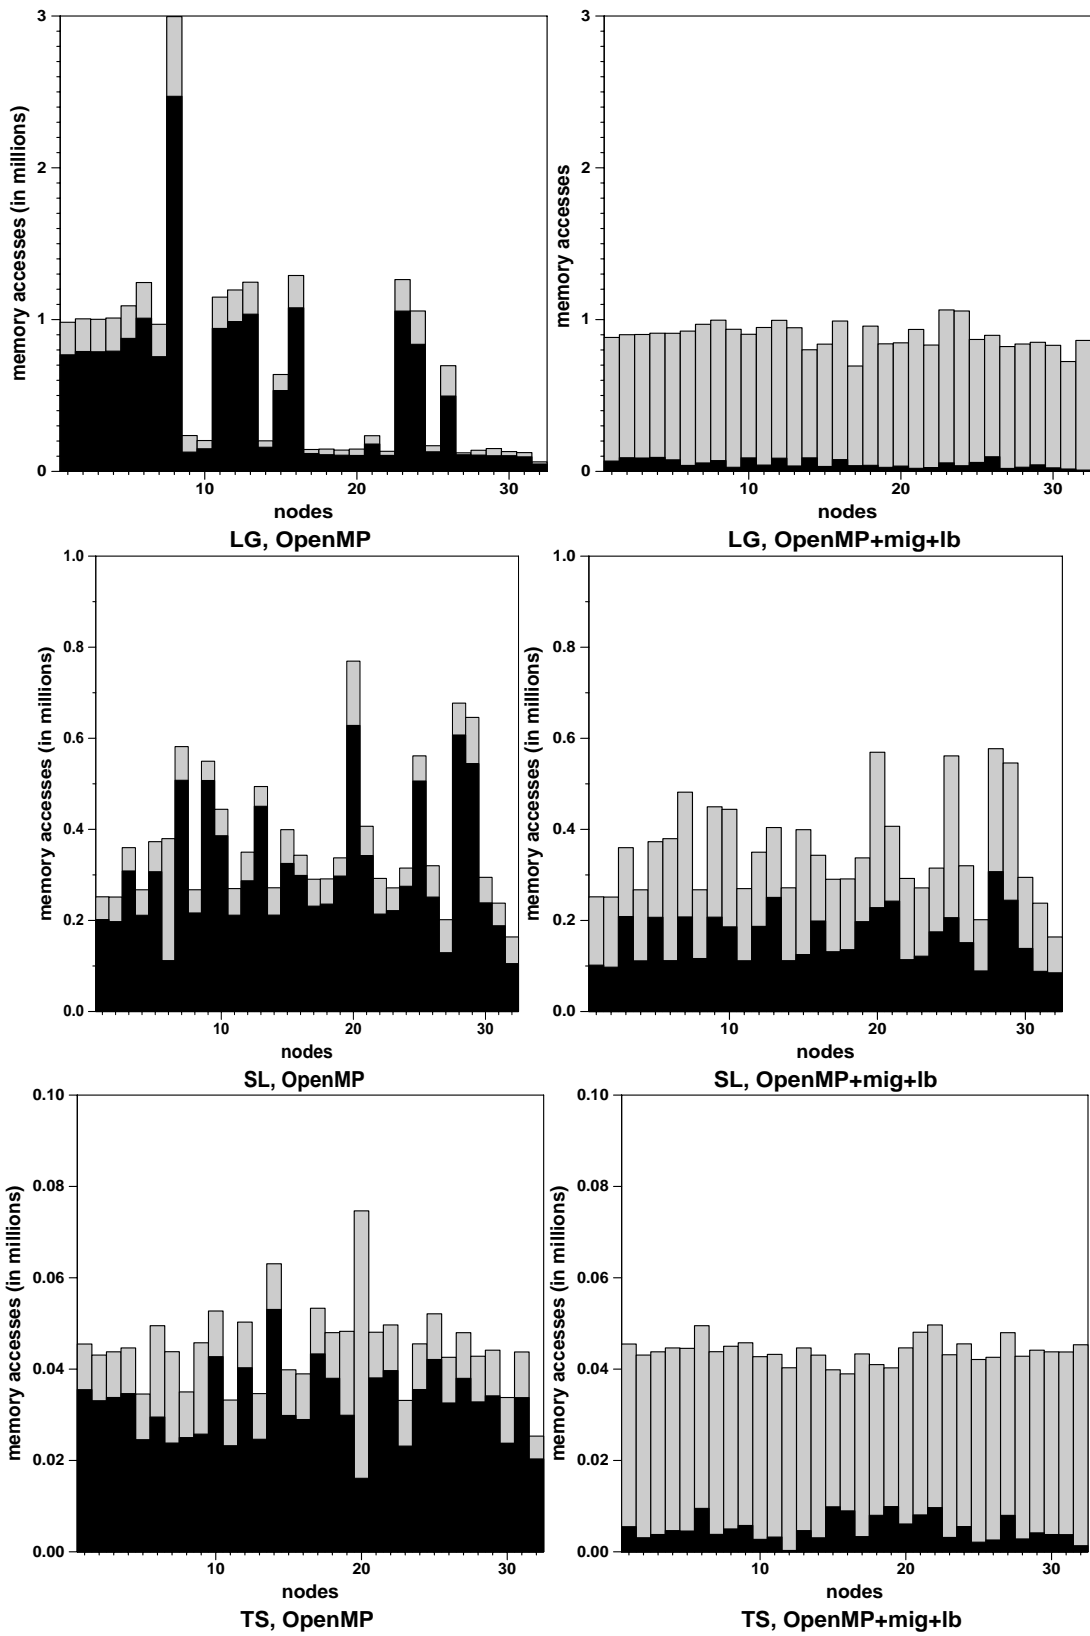 3
2
1
0
memory accesses (in millions)
10
20
30
nodes
LG, OpenMP
3
2
1
0
memory accesses
10
20
30
nodes
LG, OpenMP+mig+lb
1.0
0.8
0.6
0.4
0.2
0.0
memory accesses (in millions)
10
20
30
nodes
SL, OpenMP
1.0
0.8
0.6
0.4
0.2
0.0
memory accesses (in millions)
10
20
30
nodes
SL, OpenMP+mig+lb
0.10
0.08
0.06
0.04
0.02
0.00
memory accesses (in millions)
10
20
30
nodes
TS, OpenMP
0.10
0.08
0.06
0.04
0.02
0.00
memory accesses (in millions)
10
20
30
nodes
TS, OpenMP+mig+lb